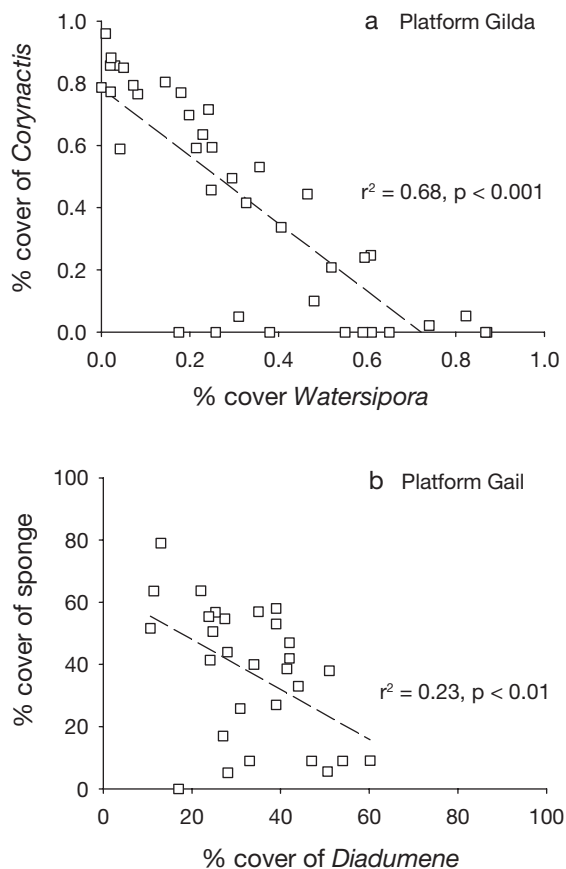 a Platform Gilda
% cover of Corynactis
1.0
0.8
0.6
0.4
0.2
0.0
r² = 0.68, p < 0.001
0.0 0.2 0.4 0.6 0.8 1.0
% cover Watersipora
b Platform Gail
% cover of sponge
100
80
60
40
20
0
r² = 0.23, p < 0.01
0 20 40 60 80 100
% cover of Diadumene